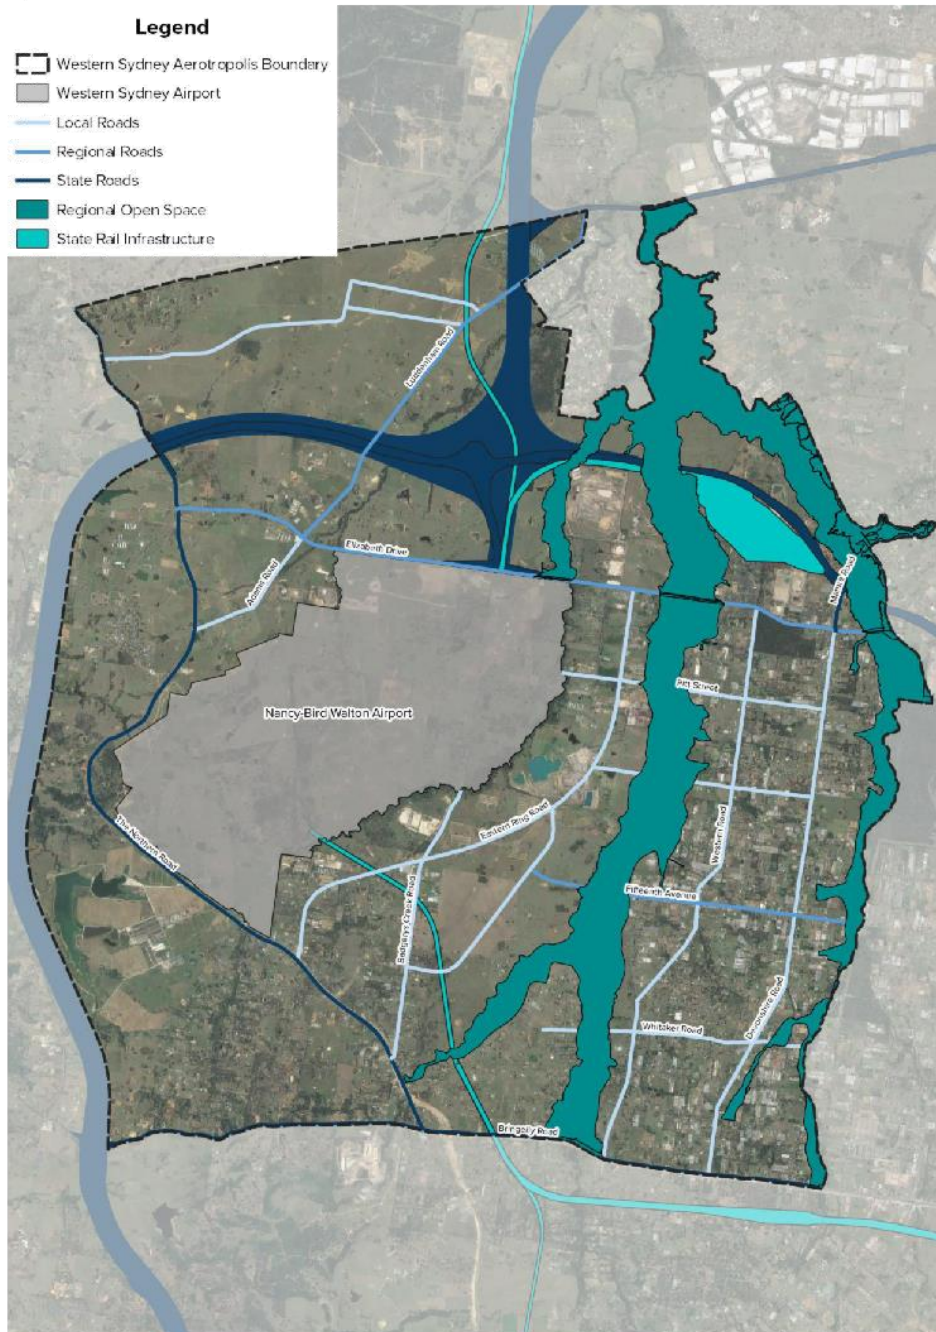 Legend
Western Sydney Aerotropolis Boundary
Western Sydney Airport
Local Roads
Regional Roads
State Roads
Regional Open Space
State Rail Infrastructure
Luddenham Road
Elizabeth Drive
Adams Road
Mamre Road
Pitt Street
Nancy-Bird Walton Airport
Eastern Ring Road
The Northern Road
Western Road
Fifteenth Avenue
Badgerys Creek Road
Devonshire Road
Whitaker Road
Bringelly Road